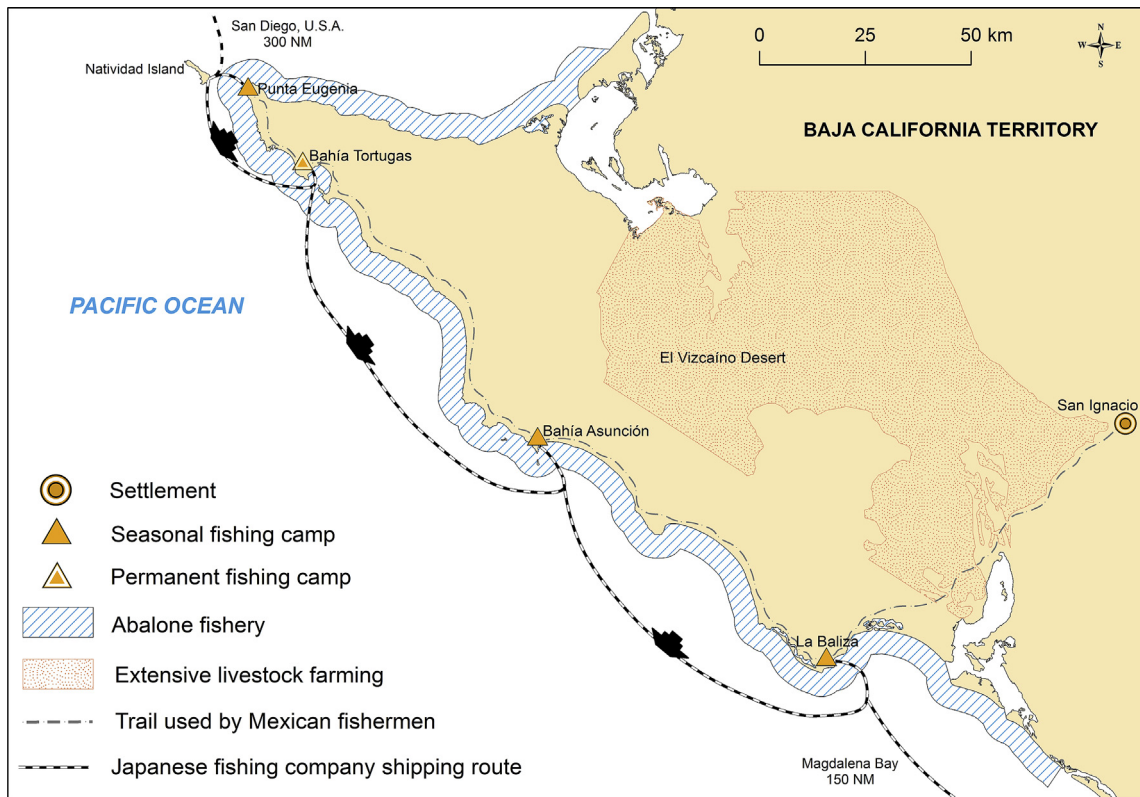 San Diego, U.S.A.
300 NM
0 25 50 km
N
W E
S
Natividad Island
Punta Eugenia
BAJA CALIFORNIA TERRITORY
Bahía Tortugas
PACIFIC OCEAN
El Vizcaíno Desert
San Ignacio
Bahía Asunción
Settlement
Seasonal fishing camp
Permanent fishing camp
Abalone fishery
La Baliza
Extensive livestock farming
Trail used by Mexican fishermen
Japanese fishing company shipping route
Magdalena Bay
150 NM